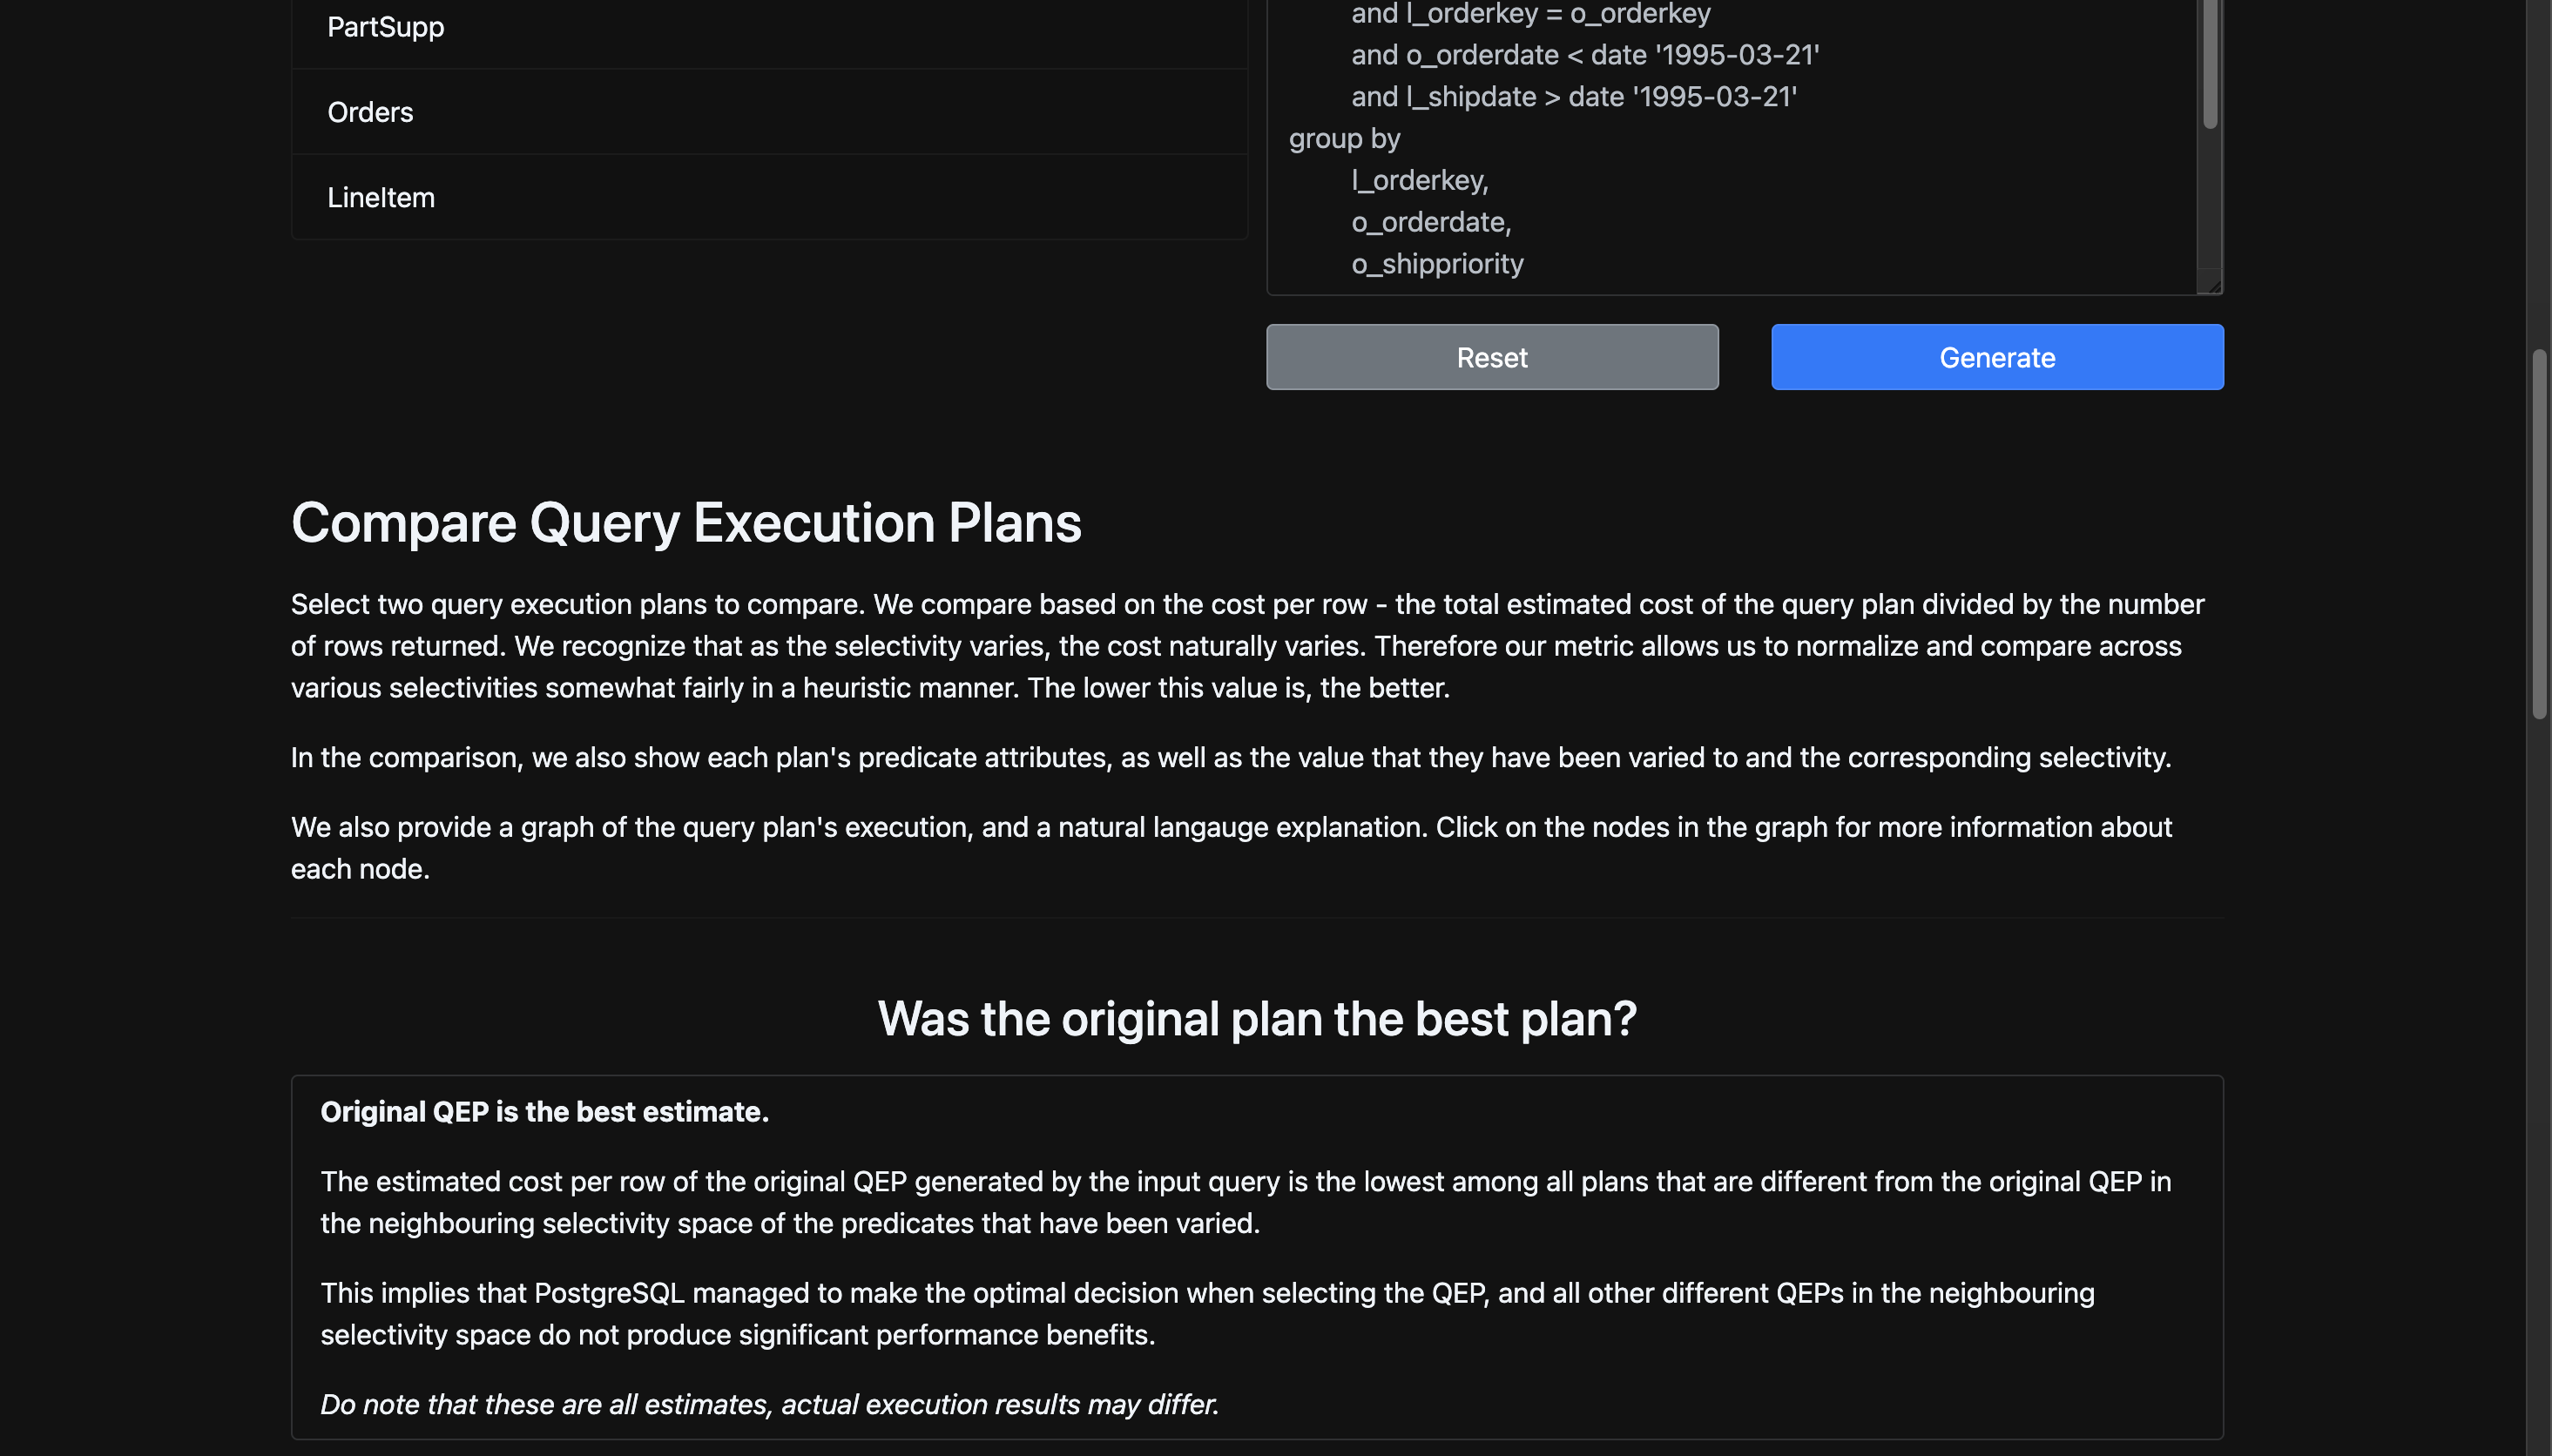 PartSupp
Orders
LineItem
and l_orderkey = o_orderkey
and o_orderdate < date '1995-03-21'
and l_shipdate > date '1995-03-21'
group by
l_orderkey,
o_orderdate,
o_shippriority
Reset
Generate
Compare Query Execution Plans
Select two query execution plans to compare. We compare based on the cost per row - the total estimated cost of the query plan divided by the number
of rows returned. We recognize that as the selectivity varies, the cost naturally varies. Therefore our metric allows us to normalize and compare across
various selectivities somewhat fairly in a heuristic manner. The lower this value is, the better.
In the comparison, we also show each plan's predicate attributes, as well as the value that they have been varied to and the corresponding selectivity.
We also provide a graph of the query plan's execution, and a natural langauge explanation. Click on the nodes in the graph for more information about
each node.
Was the original plan the best plan?
Original QEP is the best estimate.
The estimated cost per row of the original QEP generated by the input query is the lowest among all plans that are different from the original QEP in
the neighbouring selectivity space of the predicates that have been varied.
This implies that PostgreSQL managed to make the optimal decision when selecting the QEP, and all other different QEPs in the neighbouring
selectivity space do not produce significant performance benefits.
Do note that these are all estimates, actual execution results may differ.